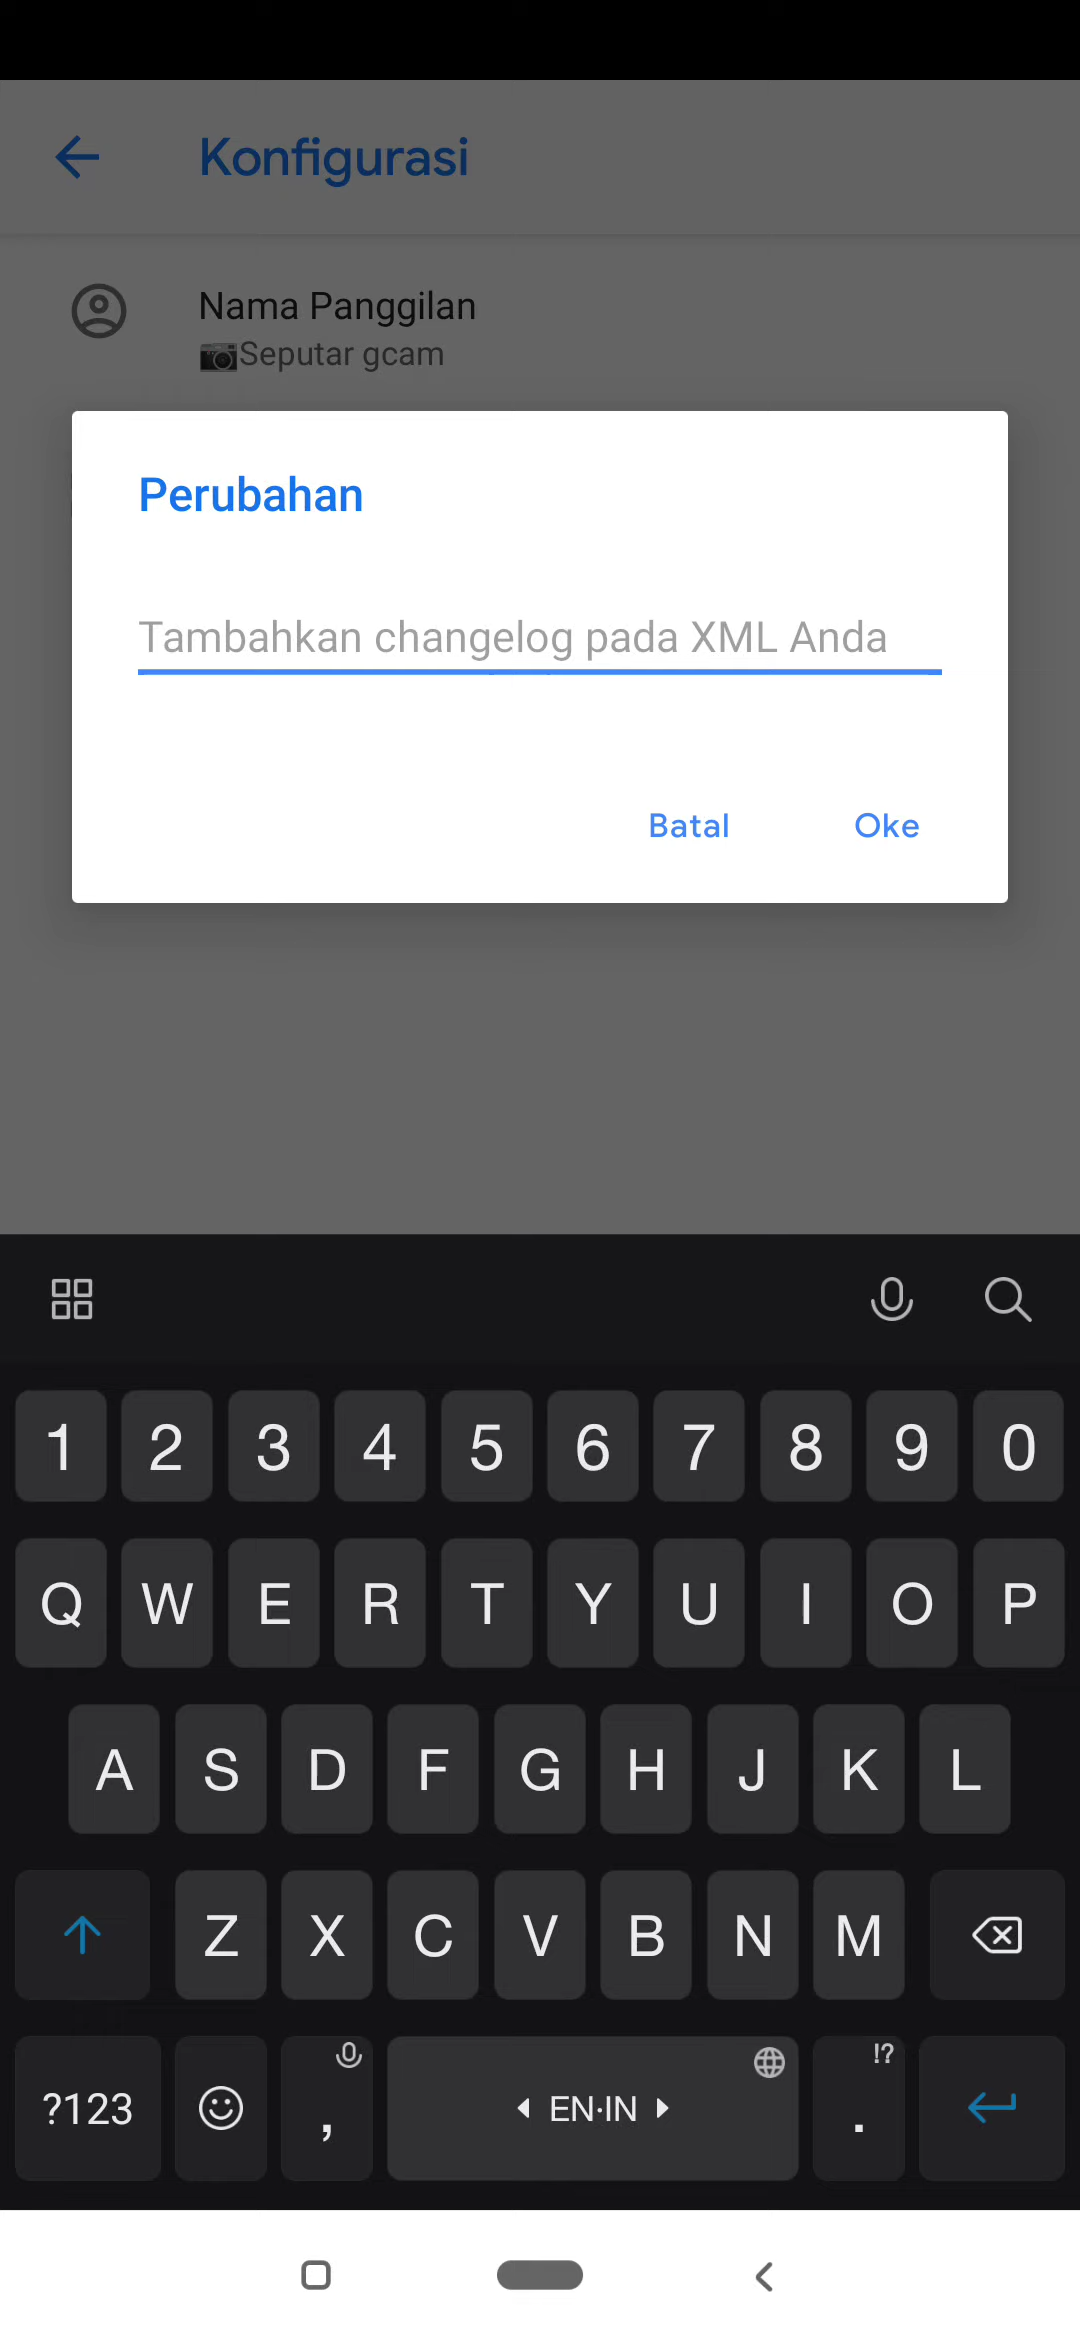 Konfigurasi
Nama Panggilan
📷Seputar gcam
Perubahan
Tambahkan changelog pada XML Anda
Batal Oke
1 2 3 4 5 6 7 8 9 0
Q W E R T Y U I O P
A S D F G H J K L
Z X C V B N M
?123 , EN·IN . !?